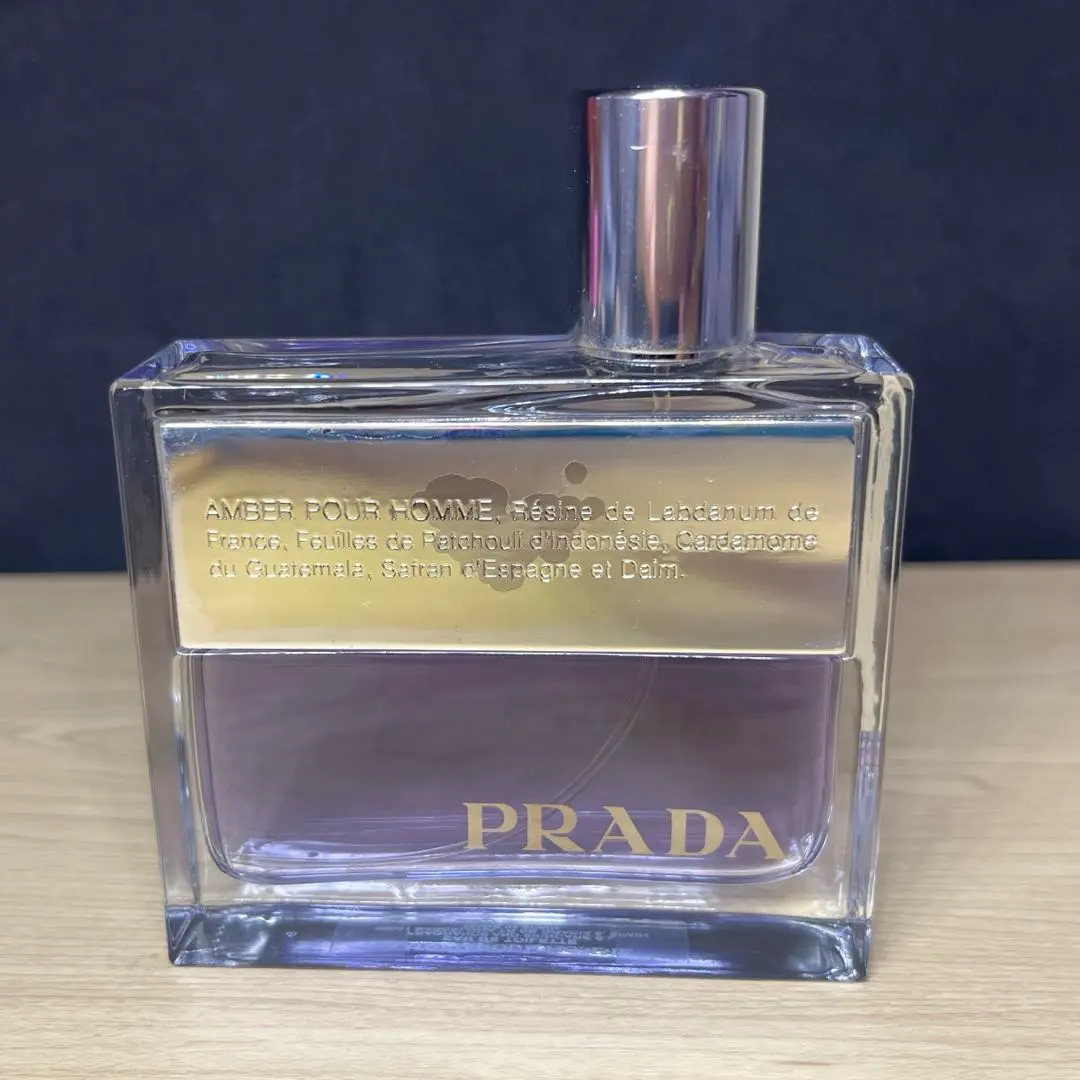 AMBER POUR HOMME, Résine de Labdanum de
France, Feuilles de Patchouli d'Indonésie, Cardamome
du Guatemala, Safran d'Espagne et Daim.
PRADA